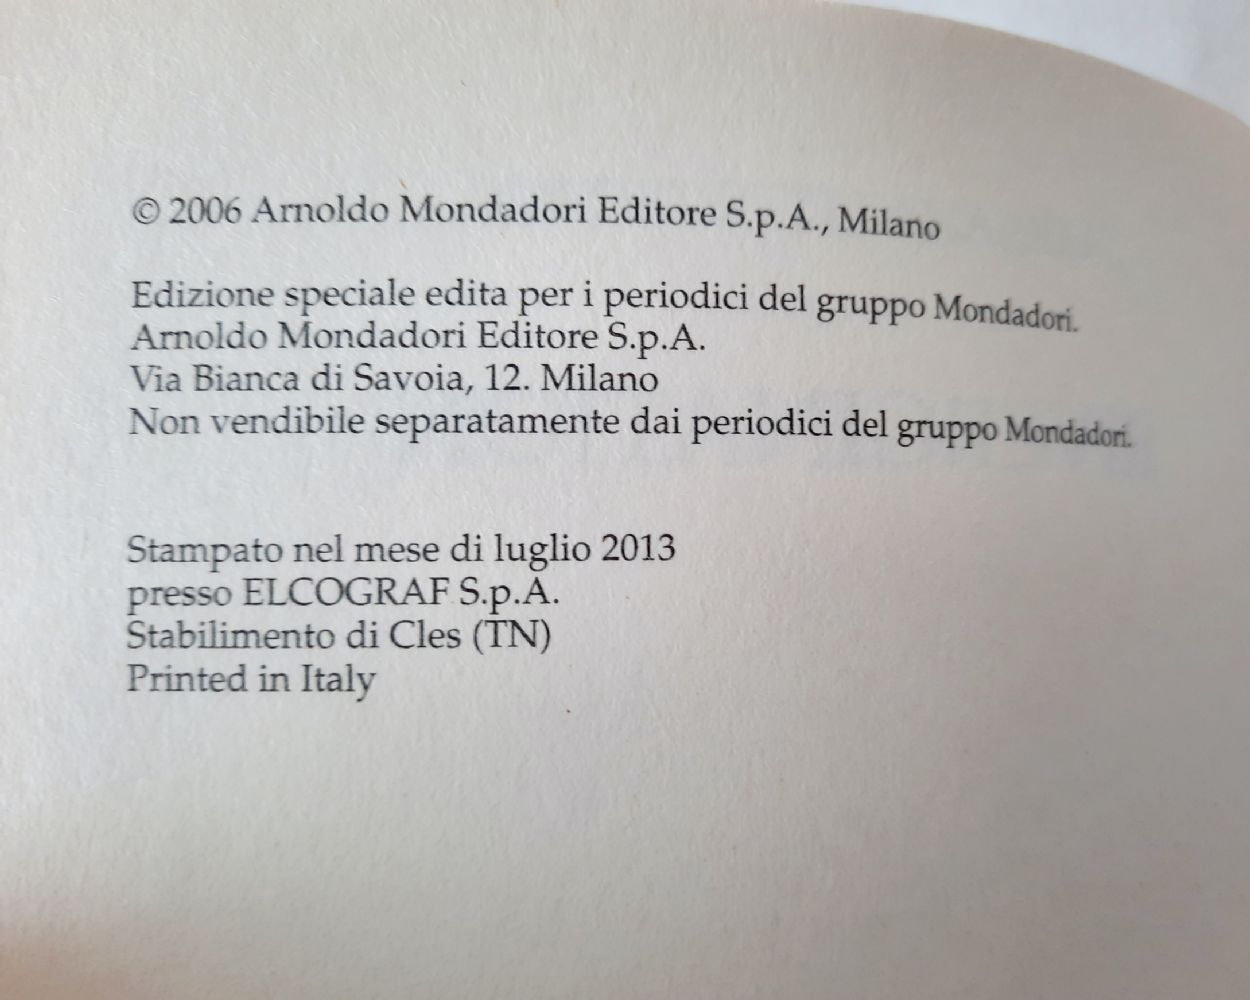 © 2006 Arnoldo Mondadori Editore S.p.A., Milano
Edizione speciale edita per i periodici del gruppo Mondadori.
Arnoldo Mondadori Editore S.p.A.
Via Bianca di Savoia, 12. Milano
Non vendibile separatamente dai periodici del gruppo Mondadori.
Stampato nel mese di luglio 2013
presso ELCOGRAF S.p.A.
Stabilimento di Cles (TN)
Printed in Italy